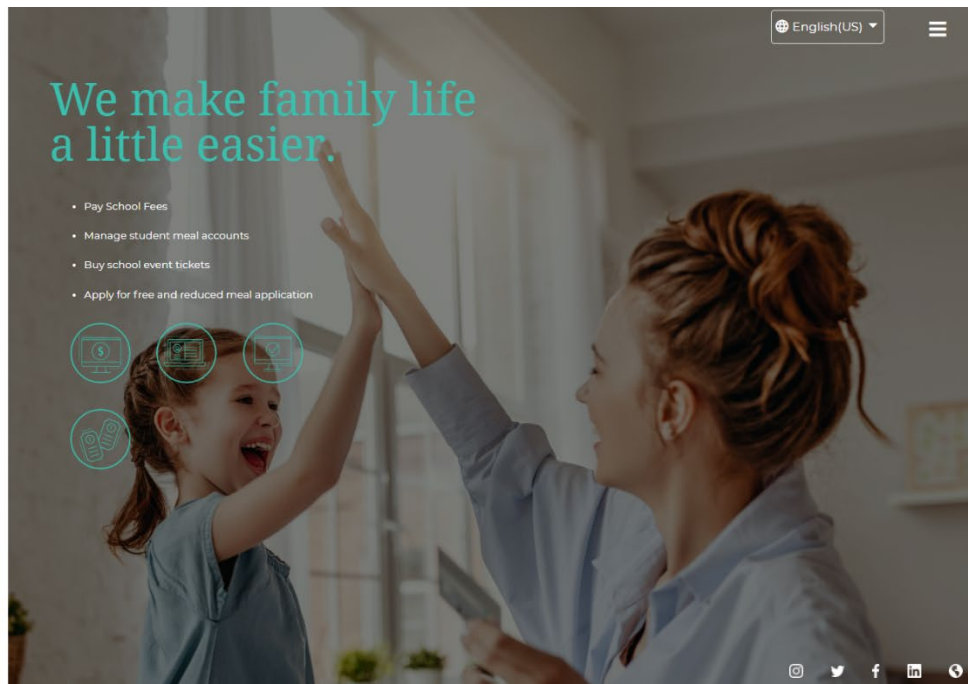 English(US)
We make family life
a little easier.
Pay School Fees
Manage student meal accounts
Buy school event tickets
Apply for free and reduced meal application